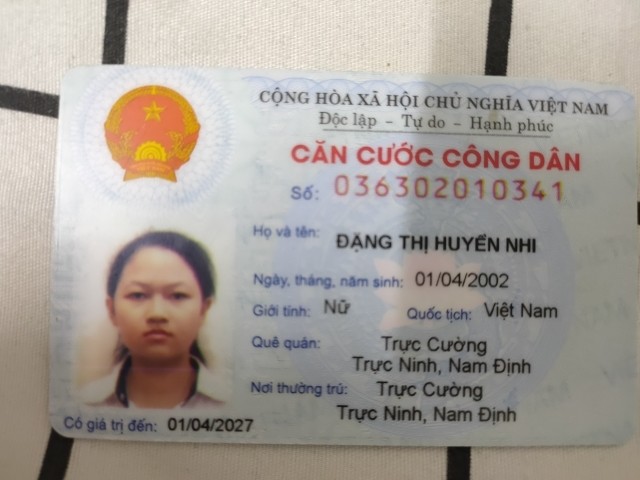 CỘNG HÒA XÃ HỘI CHỦ NGHĨA VIỆT NAM
Độc lập - Tự do - Hạnh phúc
CĂN CƯỚC CÔNG DÂN
Số: 036302010341
Họ và tên: ĐẶNG THỊ HUYỀN NHI
Ngày, tháng, năm sinh: 01/04/2002
Giới tính: Nữ Quốc tịch: Việt Nam
Quê quán: Trực Cường
Trực Ninh, Nam Định
Nơi thường trú: Trực Cường
Trực Ninh, Nam Định
Có giá trị đến: 01/04/2027